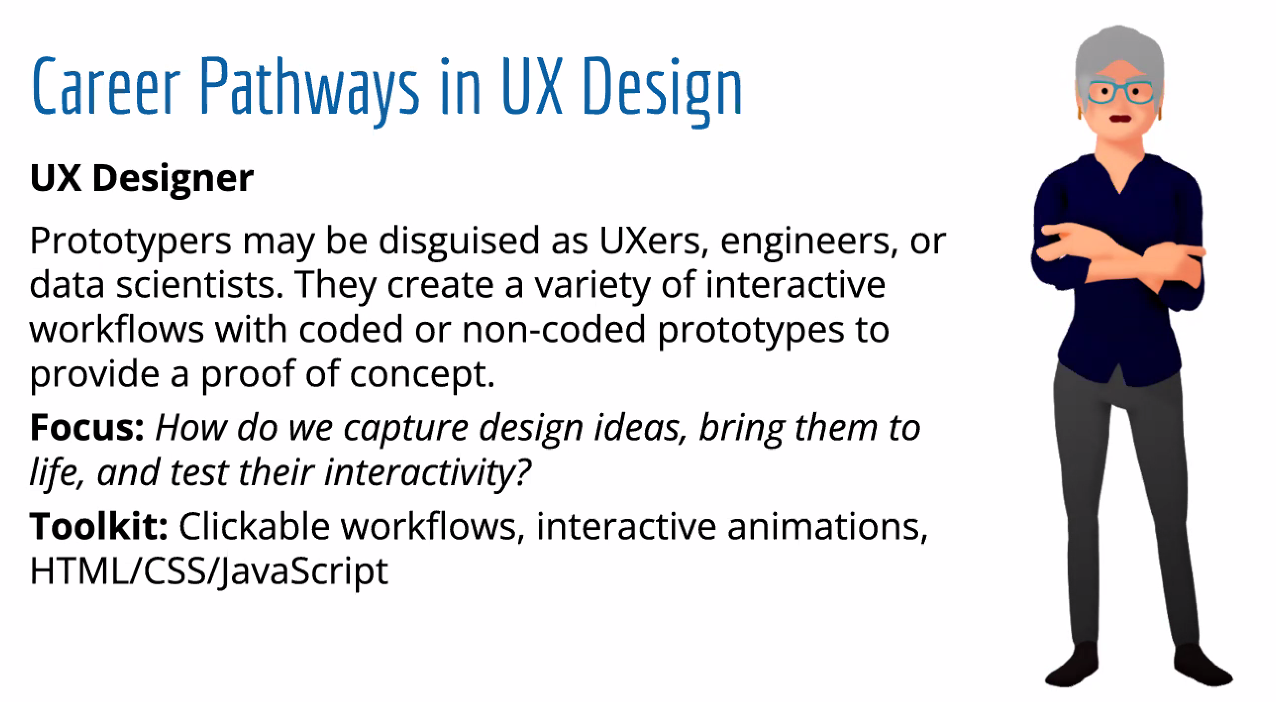 Career Pathways in UX Design
UX Designer
Prototypers may be disguised as UXers, engineers, or
data scientists. They create a variety of interactive
workflows with coded or non-coded prototypes to
provide a proof of concept.
Focus: How do we capture design ideas, bring them to
life, and test their interactivity?
Toolkit: Clickable workflows, interactive animations,
HTML/CSS/JavaScript